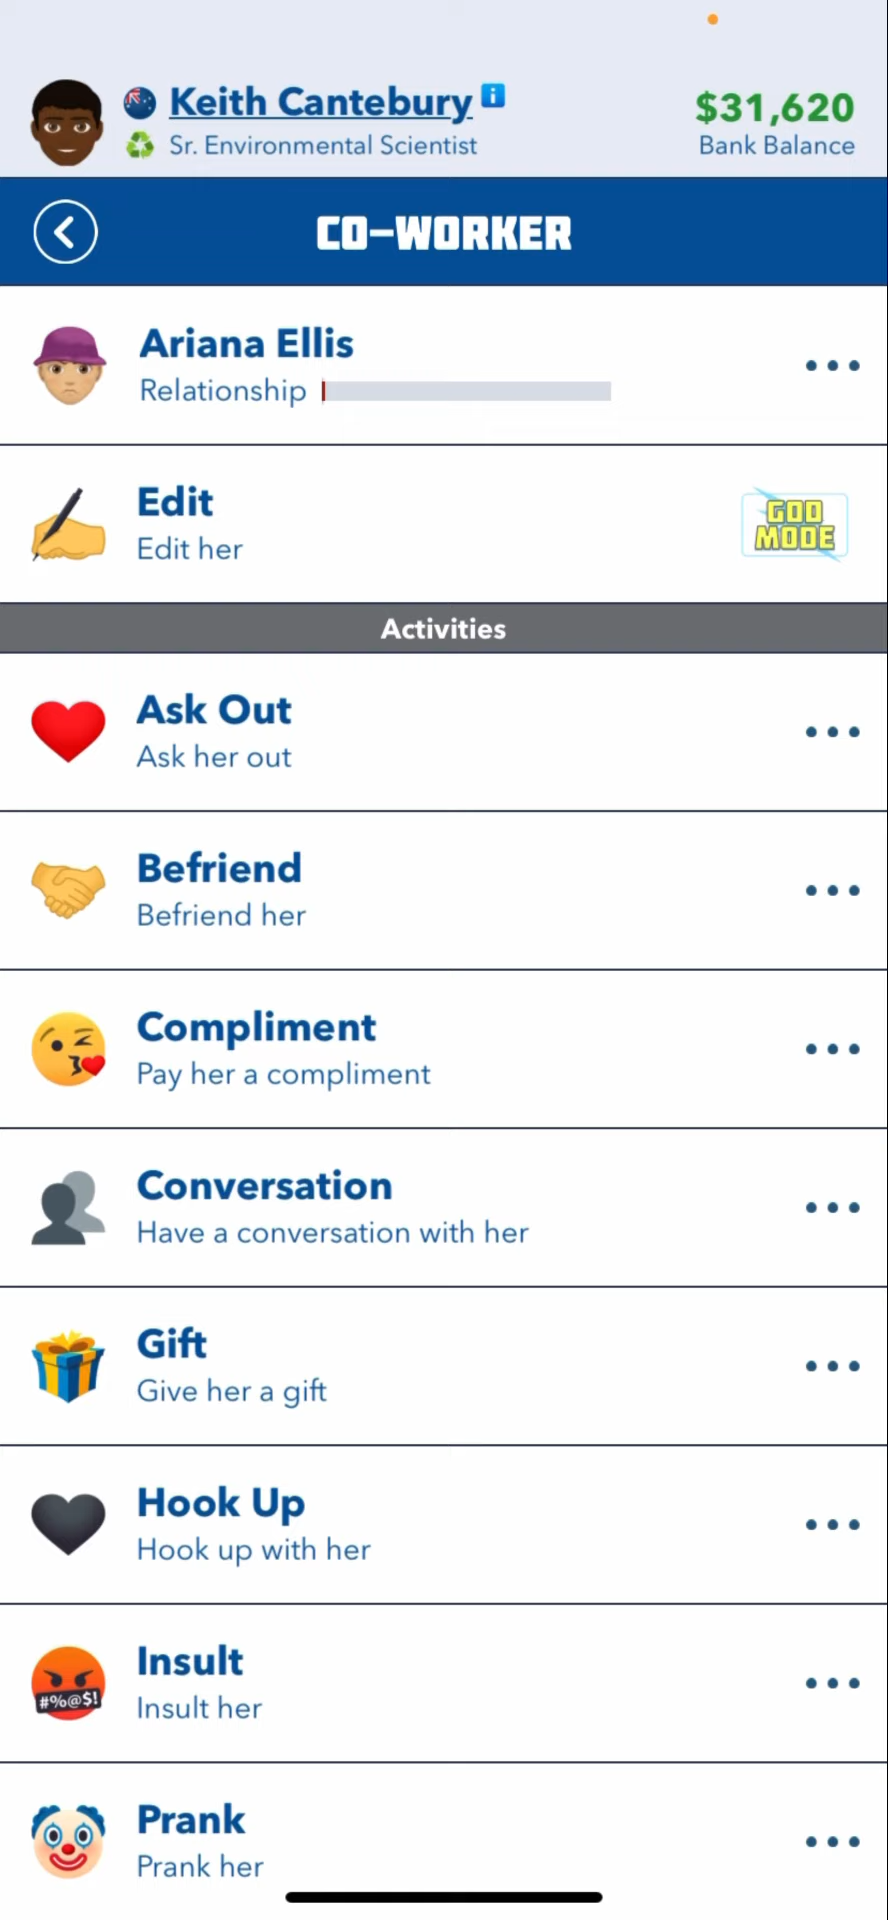 Keith Cantebury
$31,620
Sr. Environmental Scientist
Bank Balance
CO-WORKER
Ariana Ellis
Relationship
Edit
Edit her
GOD
MODE
Activities
Ask Out
Ask her out
Befriend
Befriend her
Compliment
Pay her a compliment
Conversation
Have a conversation with her
Gift
Give her a gift
Hook Up
Hook up with her
#%@$!
Insult
Insult her
Prank
Prank her